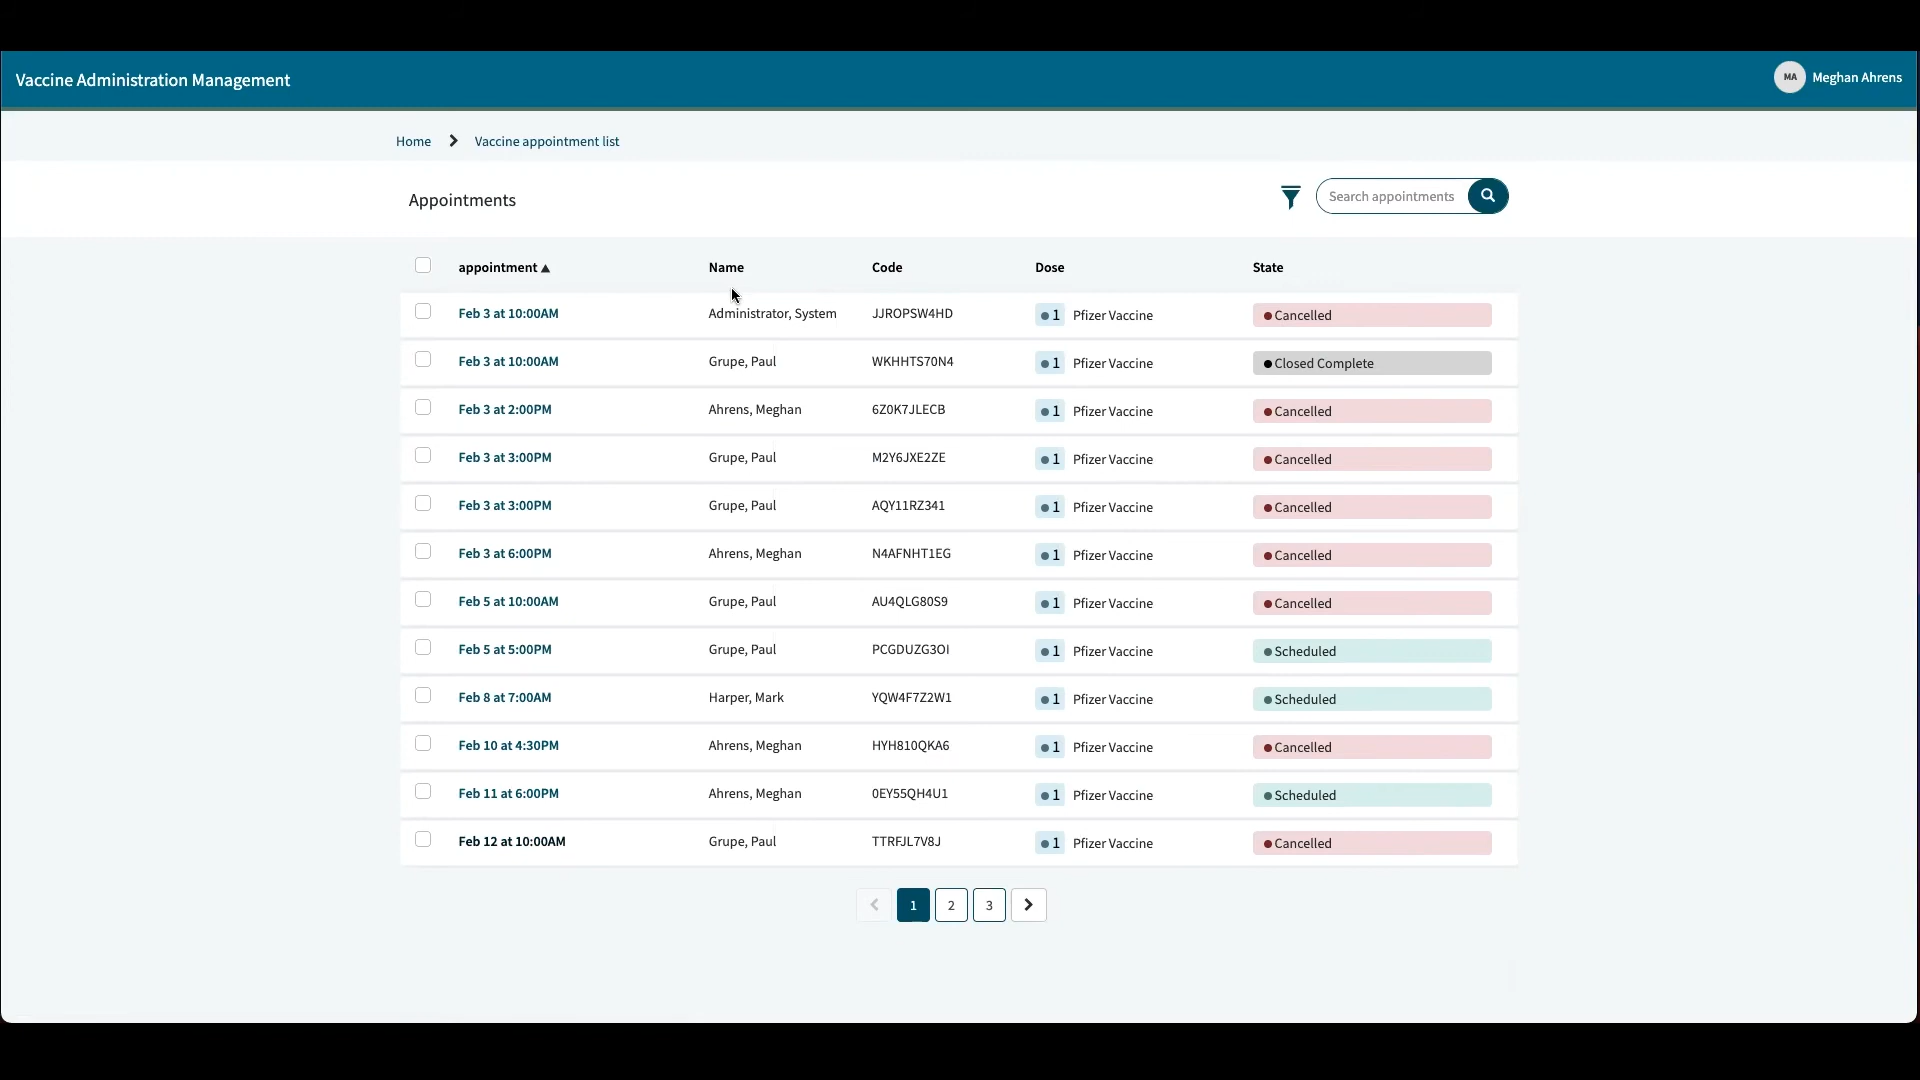 Vaccine Administration Management
MA Meghan Ahrens
Home Vaccine appointment list
Appointments
Search appointments
appointment Name Code Dose State
Feb 3 at 10:00AM Administrator, System JJROPSW4HD 1 Pfizer Vaccine Cancelled
Feb 3 at 10:00AM Grupe, Paul WKHHTS70N4 1 Pfizer Vaccine Closed Complete
Feb 3 at 2:00PM Ahrens, Meghan 6Z0K7JLECB 1 Pfizer Vaccine Cancelled
Feb 3 at 3:00PM Grupe, Paul M2Y6JXE2ZE 1 Pfizer Vaccine Cancelled
Feb 3 at 3:00PM Grupe, Paul AQY11RZ341 1 Pfizer Vaccine Cancelled
Feb 3 at 6:00PM Ahrens, Meghan N4AFNHT1EG 1 Pfizer Vaccine Cancelled
Feb 5 at 10:00AM Grupe, Paul AU4QLG80S9 1 Pfizer Vaccine Cancelled
Feb 5 at 5:00PM Grupe, Paul PCGDUZG3OI 1 Pfizer Vaccine Scheduled
Feb 8 at 7:00AM Harper, Mark YQW4F7Z2W1 1 Pfizer Vaccine Scheduled
Feb 10 at 4:30PM Ahrens, Meghan HYH810QKA6 1 Pfizer Vaccine Cancelled
Feb 11 at 6:00PM Ahrens, Meghan 0EY55QH4U1 1 Pfizer Vaccine Scheduled
Feb 12 at 10:00AM Grupe, Paul TTRFJL7V8J 1 Pfizer Vaccine Cancelled
1 2 3